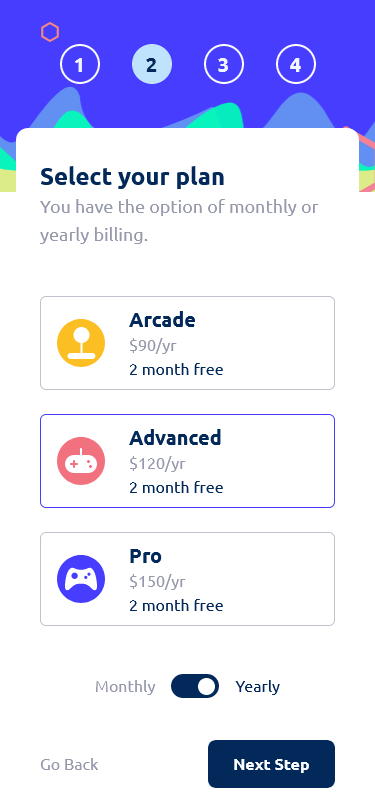 1 2 3 4
Select your plan
You have the option of monthly or
yearly billing.
Arcade
$90/yr
2 month free
Advanced
$120/yr
2 month free
Pro
$150/yr
2 month free
Monthly Yearly
Go Back Next Step